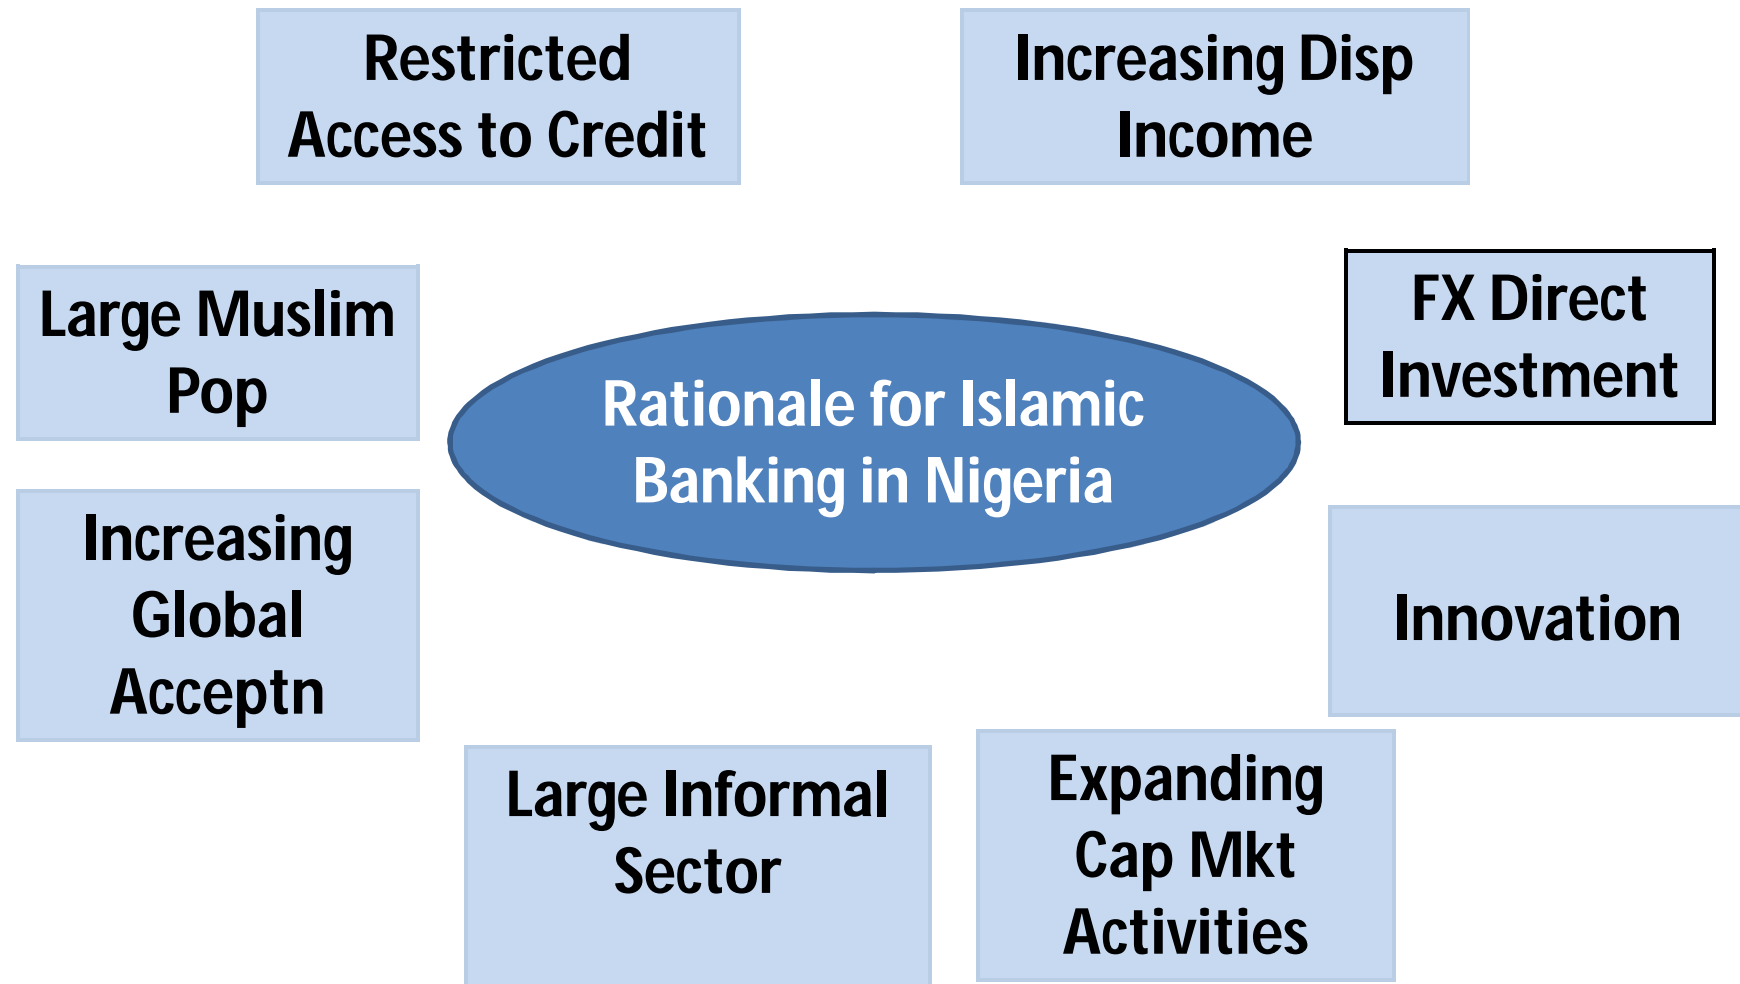 Restricted
Access to Credit
Increasing Disp
Income
Large Muslim
Pop
FX Direct
Investment
Rationale for Islamic
Banking in Nigeria
Increasing
Global
Acceptn
Innovation
Large Informal
Sector
Expanding
Cap Mkt
Activities